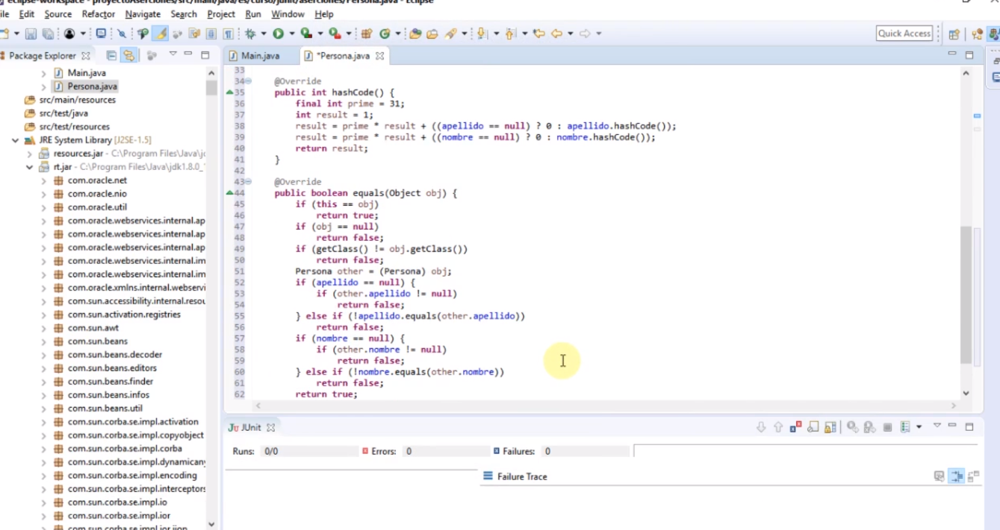 eclipse-workspace - proyectoAserciones/src/main/java/es/curso/junit/aserciones/Persona.java - Eclipse
ile Edit Source Refactor Navigate Search Project Run Window Help
Quick Access
Package Explorer
Main.java
Persona.java
src/main/resources
src/test/java
src/test/resources
JRE System Library [J2SE-1.5]
resources.jar - C:\Program Files\Java\jd
rt.jar - C:\Program Files\Java\jdk1.8.0_
com.oracle.net
com.oracle.nio
com.oracle.util
com.oracle.webservices.internal.ap
com.oracle.webservices.internal.ap
com.oracle.webservices.internal.ap
com.oracle.webservices.internal.im
com.oracle.webservices.internal.im
com.oracle.xmlns.internal.webservi
com.sun.accessibility.internal.resou
com.sun.activation.registries
com.sun.awt
com.sun.beans
com.sun.beans.decoder
com.sun.beans.editors
com.sun.beans.finder
com.sun.beans.infos
com.sun.beans.util
com.sun.corba.se.impl.activation
com.sun.corba.se.impl.copyobject
com.sun.corba.se.impl.corba
com.sun.corba.se.impl.dynamicany
com.sun.corba.se.impl.encoding
com.sun.corba.se.impl.interceptors
com.sun.corba.se.impl.io
com.sun.corba.se.impl.ior
com.sun.corba.se.impl.ior.iiop
Main.java *Persona.java
33
34 @Override
35 public int hashCode() {
36 final int prime = 31;
37 int result = 1;
38 result = prime * result + ((apellido == null) ? 0 : apellido.hashCode());
39 result = prime * result + ((nombre == null) ? 0 : nombre.hashCode());
40 return result;
41 }
42
43 @Override
44 public boolean equals(Object obj) {
45 if (this == obj)
46 return true;
47 if (obj == null)
48 return false;
49 if (getClass() != obj.getClass())
50 return false;
51 Persona other = (Persona) obj;
52 if (apellido == null) {
53 if (other.apellido != null)
54 return false;
55 } else if (!apellido.equals(other.apellido))
56 return false;
57 if (nombre == null) {
58 if (other.nombre != null)
59 return false;
60 } else if (!nombre.equals(other.nombre))
61 return false;
62 return true;
JUnit
Runs: 0/0 Errors: 0 Failures: 0
Failure Trace